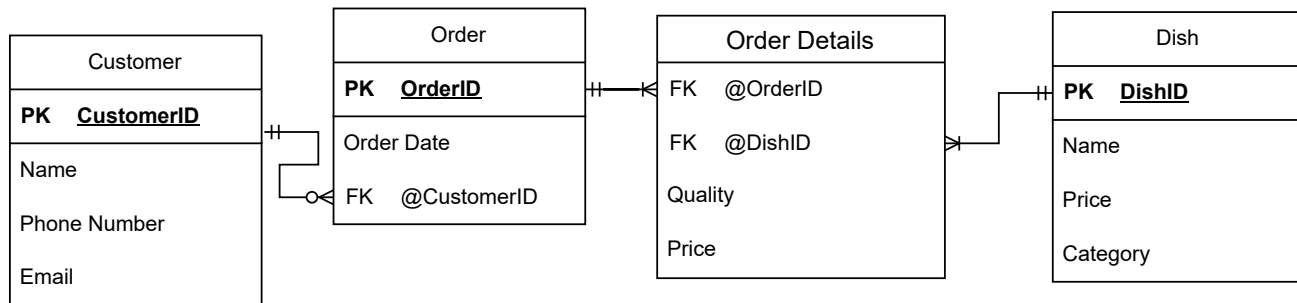 Customer
PK CustomerID
Name
Phone Number
Email
Order
PK OrderID
Order Date
FK @CustomerID
Order Details
FK @OrderID
FK @DishID
Quality
Price
Dish
PK DishID
Name
Price
Category